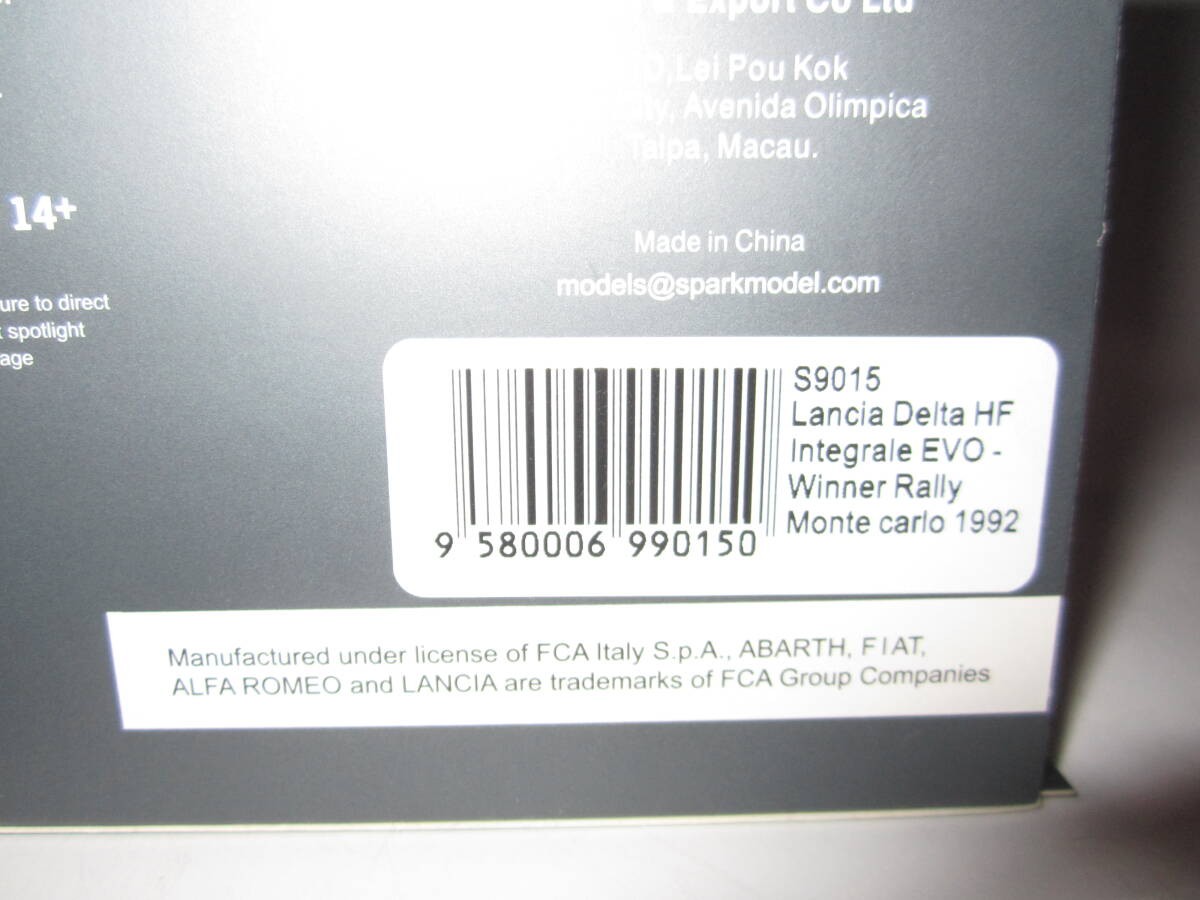 14+
ure to direct
spotlight
age
& Export Co Ltd
Lei Pou Kok
Avenida Olimpica
Taipa, Macau.
Made in China
models@sparkmodel.com
S9015
Lancia Delta HF
Integrale EVO -
Winner Rally
Monte carlo 1992
9 580006 990150
Manufactured under license of FCA Italy S.p.A., ABARTH, FIAT,
ALFA ROMEO and LANCIA are trademarks of FCA Group Companies